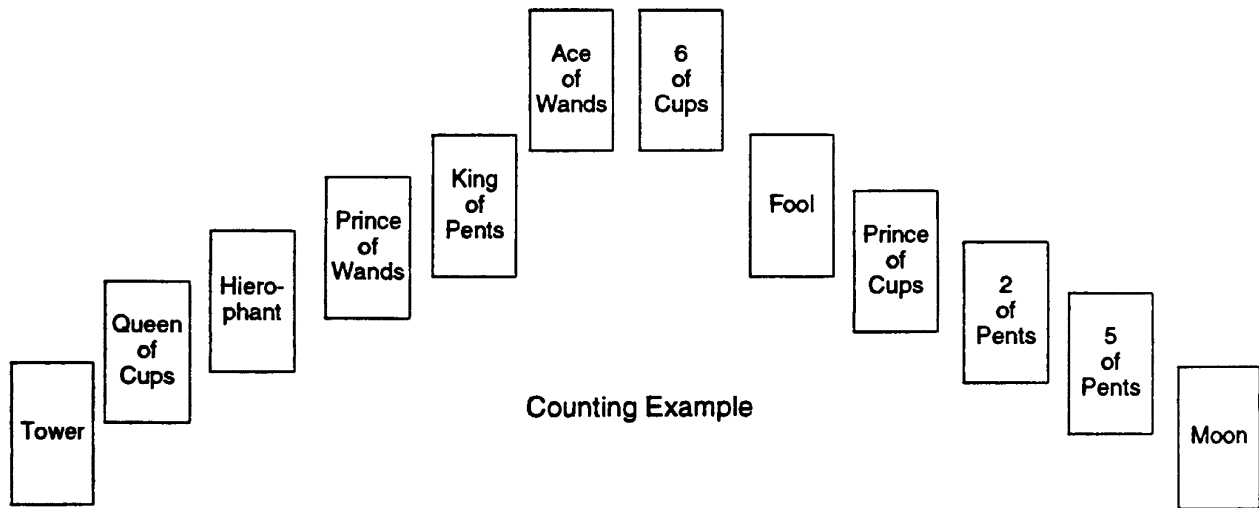 Tower
Queen
of
Cups
Hiero-
phant
Prince
of
Wands
King
of
Pents
Ace
of
Wands
6
of
Cups
Fool
Prince
of
Cups
2
of
Pents
5
of
Pents
Moon
Counting Example